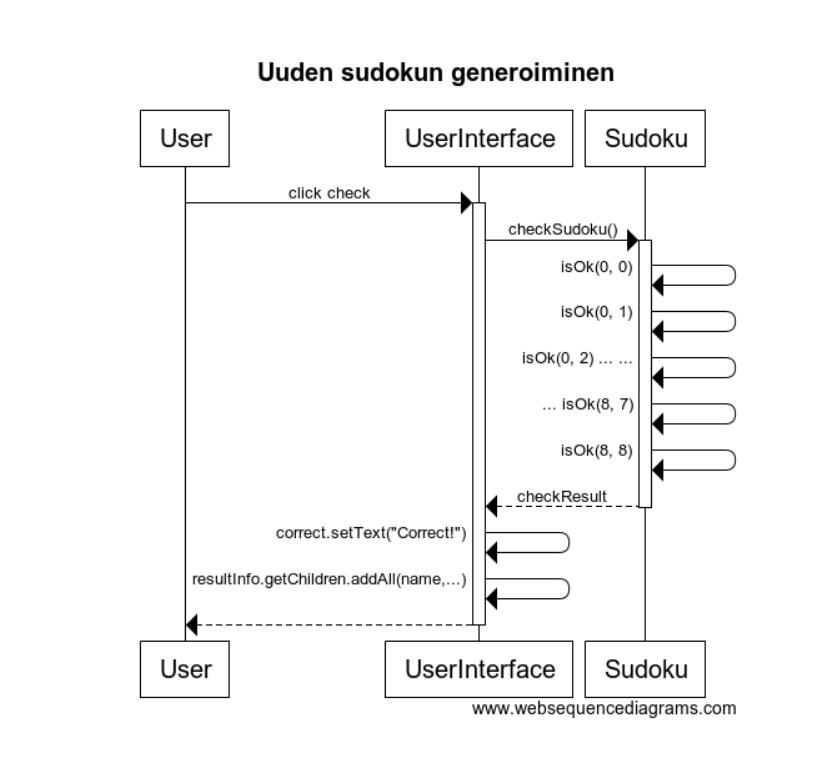 Uuden sudokun generoiminen
User
UserInterface
Sudoku
click check
checkSudoku()
isOk(0, 0)
isOk(0, 1)
isOk(0, 2) ... ...
... isOk(8, 7)
isOk(8, 8)
checkResult
correct.setText("Correct!")
resultInfo.getChildren.addAll(name,...)
User
UserInterface
Sudoku
www.websequencediagrams.com